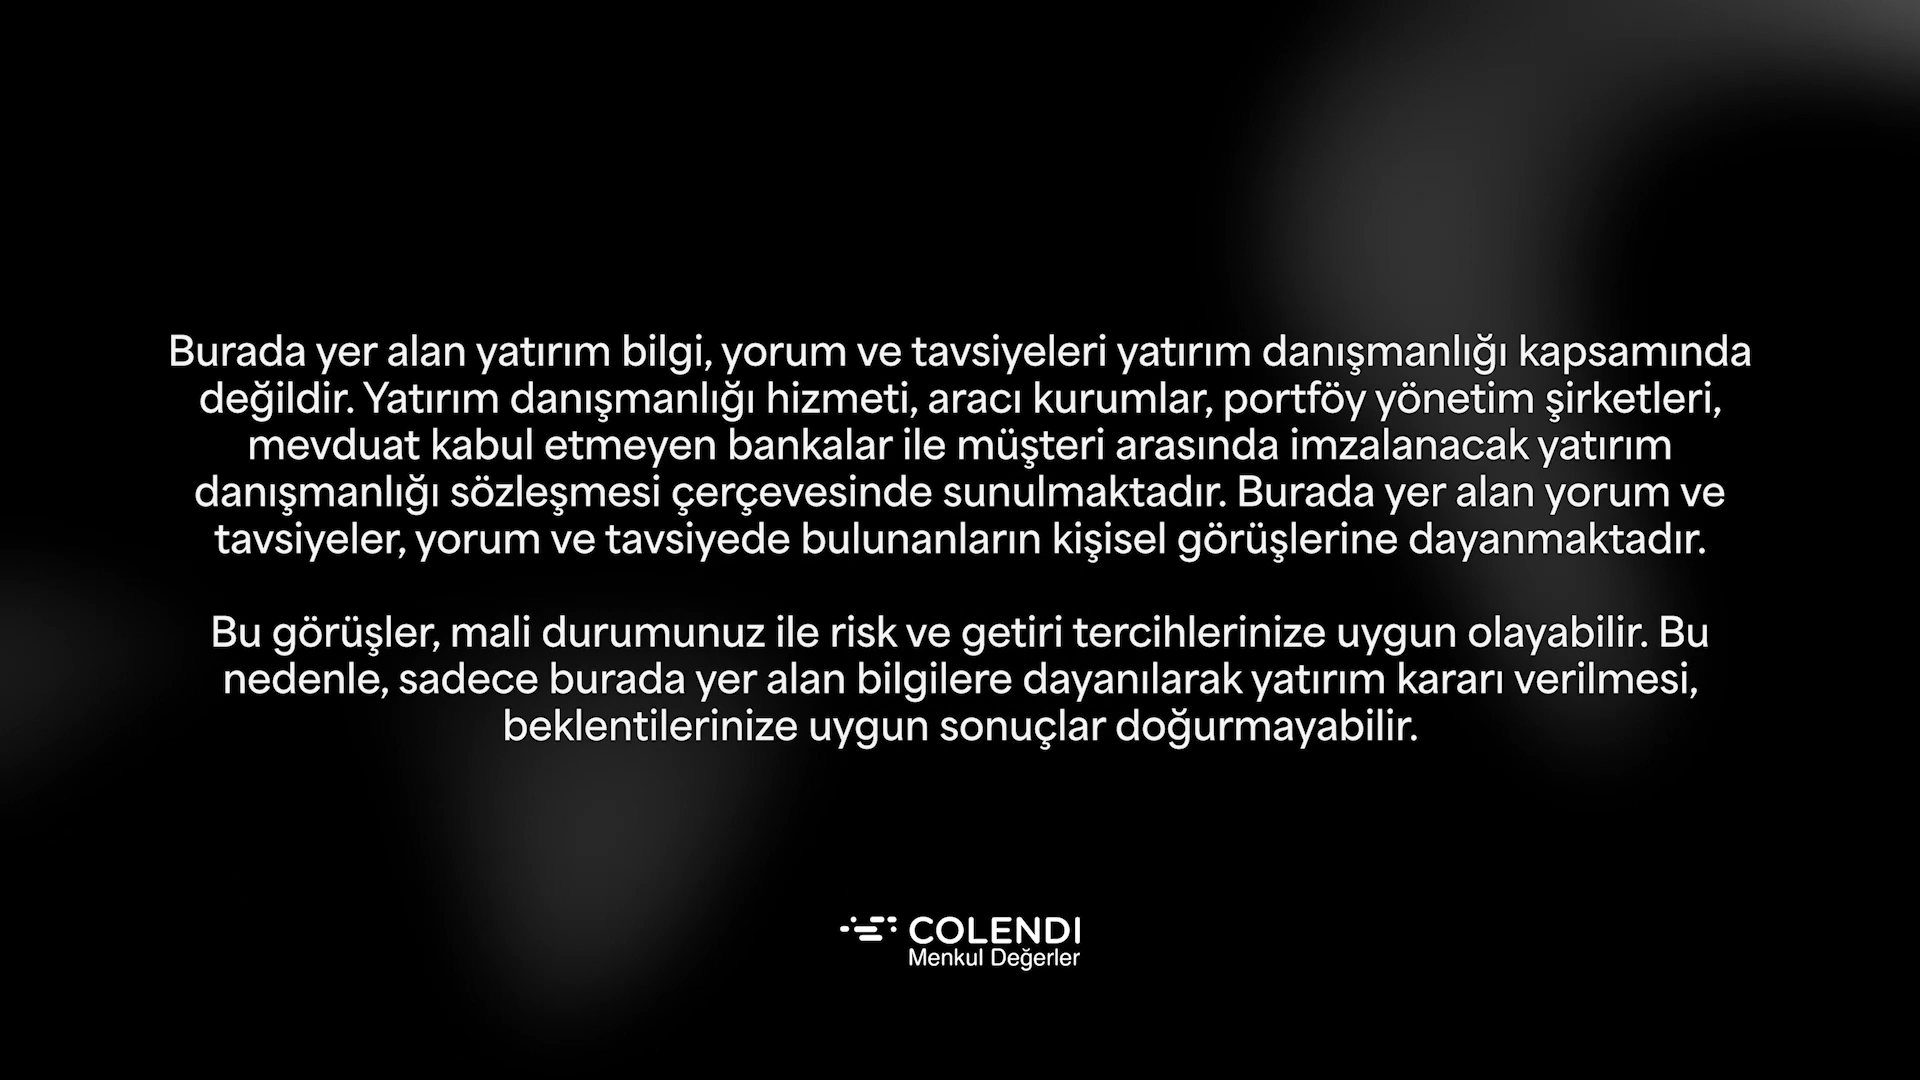 Burada yer alan yatırım bilgi, yorum ve tavsiyeleri yatırım danışmanlığı kapsamında
değildir. Yatırım danışmanlığı hizmeti, aracı kurumlar, portföy yönetim şirketleri,
mevduat kabul etmeyen bankalar ile müşteri arasında imzalanacak yatırım
danışmanlığı sözleşmesi çerçevesinde sunulmaktadır. Burada yer alan yorum ve
tavsiyeler, yorum ve tavsiyede bulunanların kişisel görüşlerine dayanmaktadır.
Bu görüşler, mali durumunuz ile risk ve getiri tercihlerinize uygun olayabilir. Bu
nedenle, sadece burada yer alan bilgilere dayanılarak yatırım kararı verilmesi,
beklentilerinize uygun sonuçlar doğurmayabilir.
COLENDI
Menkul Değerler